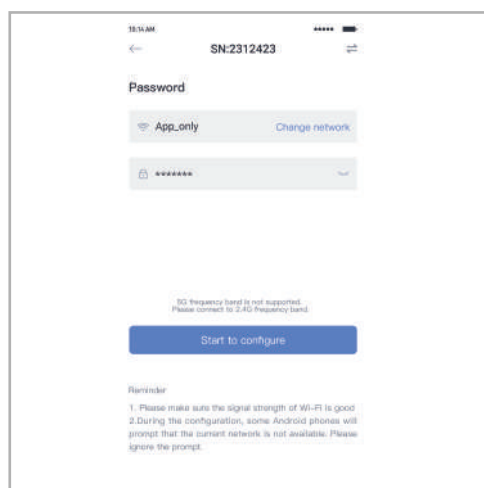 10:14 AM
SN:2312423
Password
App_only Change network
*******
5G frequency band is not supported.
Please connect to 2.4G frequency band.
Start to configure
Reminder
1. Please make sute the signal strength of Wi-Fi is good
2.During the configuration, some Android phones will
prompt that the current network is not available. Please
ignore the prompt.